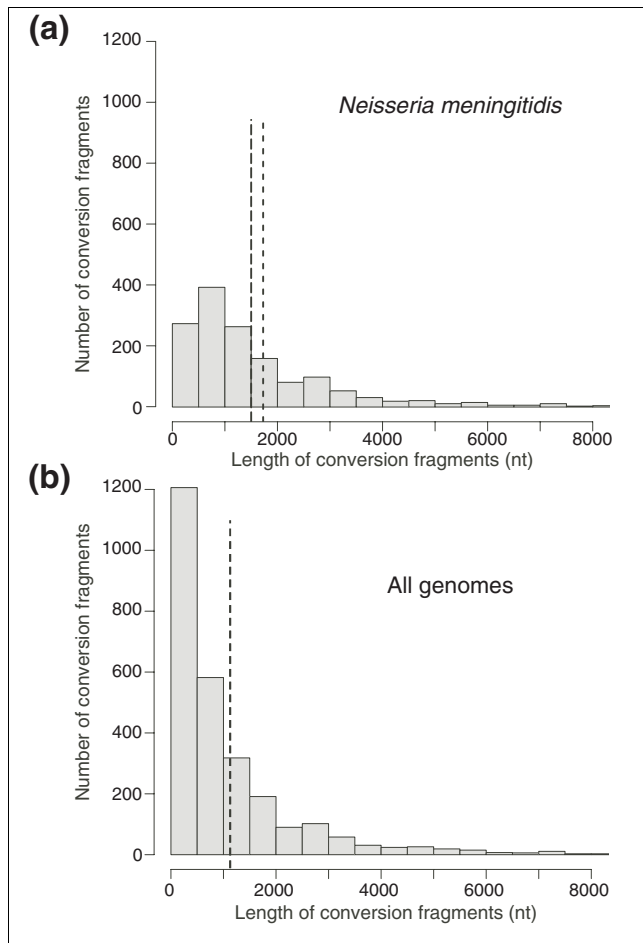 (a)
1200
1000
800
600
400
200
0
Number of conversion fragments
Neisseria meningitidis
0 2000 4000 6000 8000
Length of conversion fragments (nt)
(b)
1200
1000
800
600
400
200
0
Number of conversion fragments
All genomes
0 2000 4000 6000 8000
Length of conversion fragments (nt)